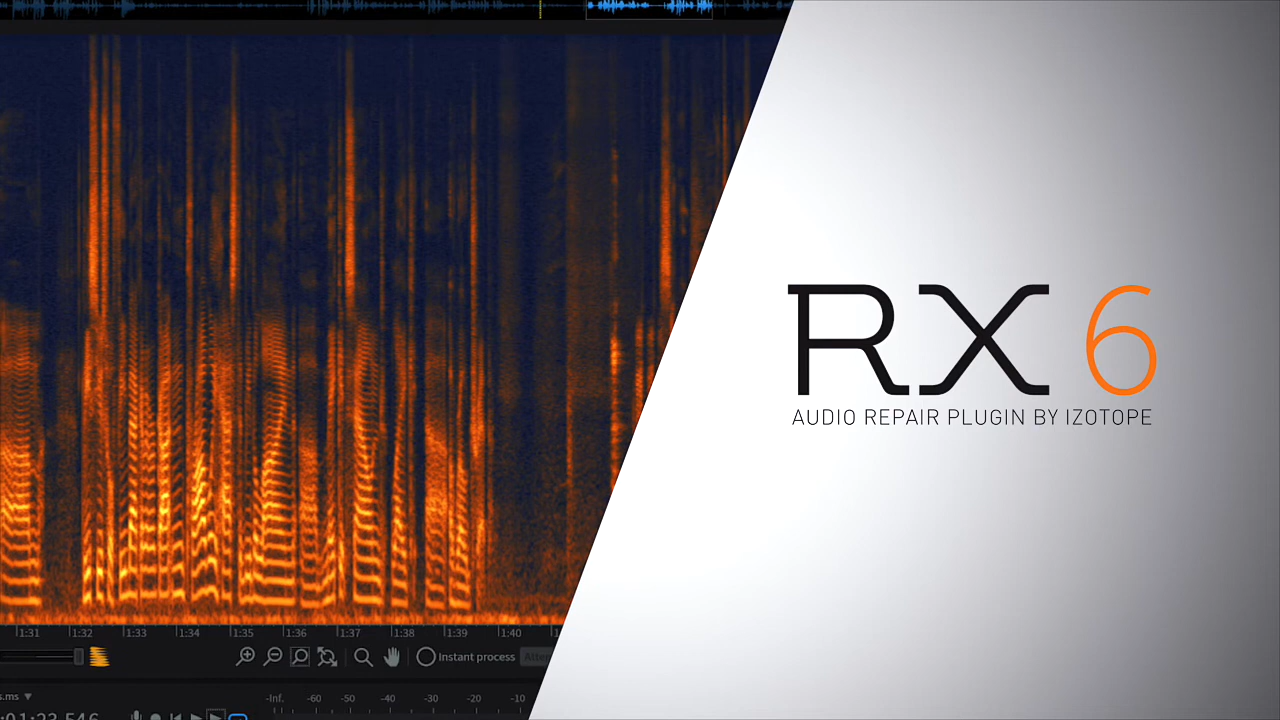 RX 6
AUDIO REPAIR PLUGIN BY IZOTOPE
1:31 1:32 1:33 1:34 1:35 1:36 1:37 1:38 1:39 1:40
Instant process
-Inf. -60 -50 -40 -30 -20 -10